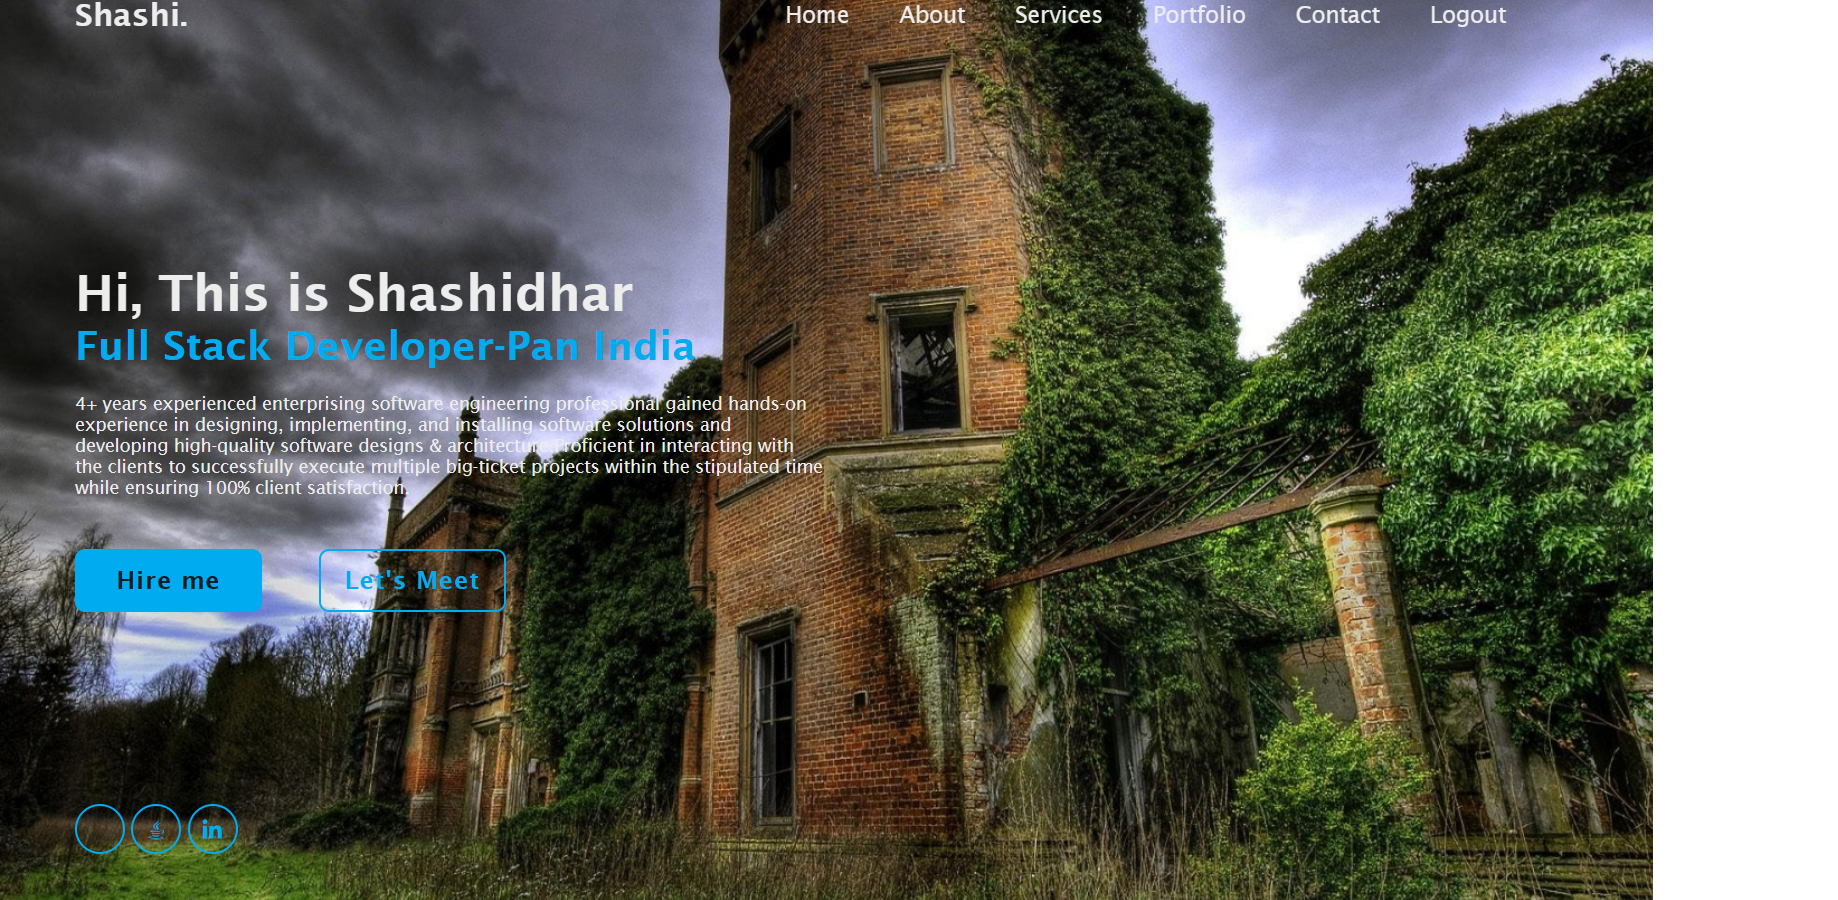 Shashi.
Home About Services Portfolio Contact Logout
Hi, This is Shashidhar
Full Stack Developer-Pan India
4+ years experienced enterprising software engineering professional gained hands-on
experience in designing, implementing, and installing software solutions and
developing high-quality software designs & architecture.Proficient in interacting with
the clients to successfully execute multiple big-ticket projects within the stipulated time
while ensuring 100% client satisfaction.
Hire me Let's Meet
in